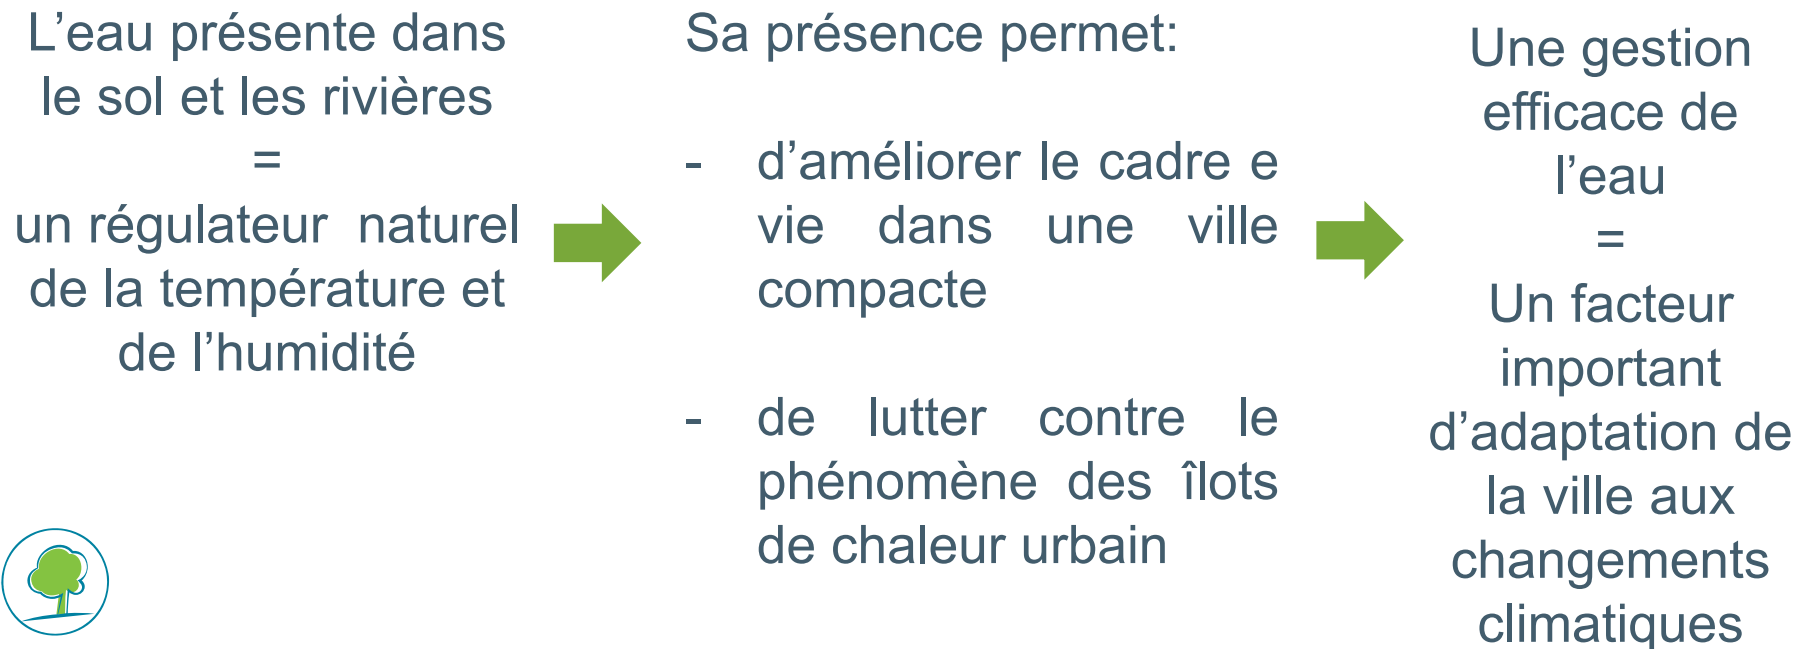 L’eau présente dans
le sol et les rivières
=
un régulateur naturel
de la température et
de l’humidité
Sa présence permet:
- d’améliorer le cadre e
vie dans une ville
compacte
- de lutter contre le
phénomène des îlots
de chaleur urbain
Une gestion
efficace de
l’eau
=
Un facteur
important
d’adaptation de
la ville aux
changements
climatiques